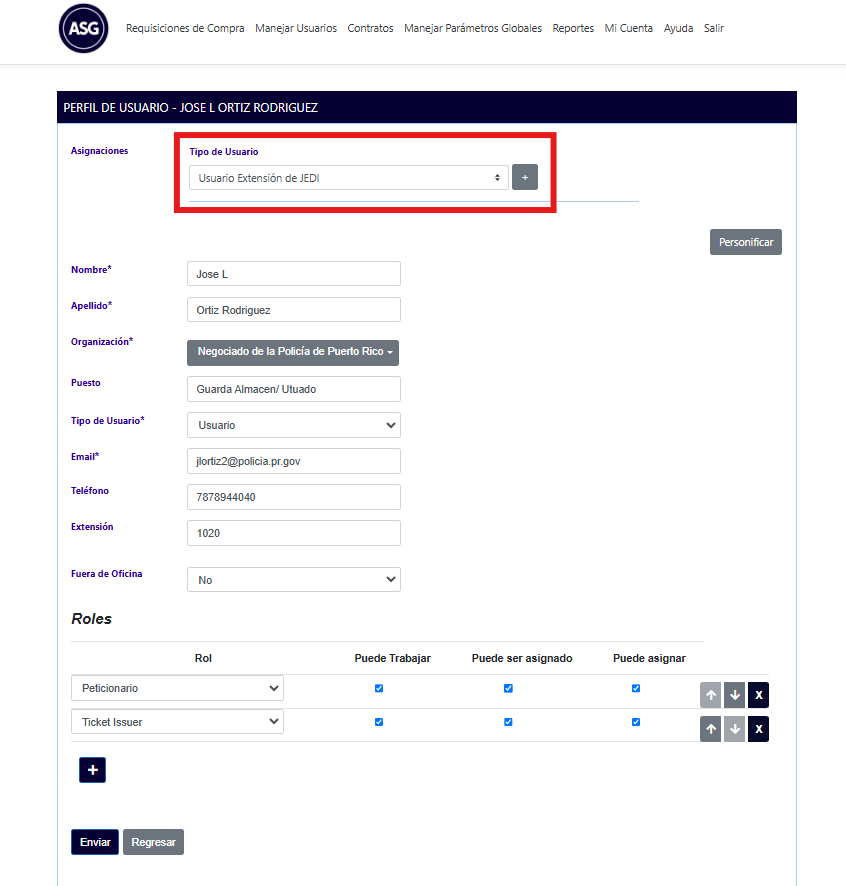 ASG
Requisiciones de Compra Manejar Usuarios Contratos Manejar Parámetros Globales Reportes Mi Cuenta Ayuda Salir
PERFIL DE USUARIO - JOSE L ORTIZ RODRIGUEZ
Asignaciones Tipo de Usuario
Usuario Extensión de JEDI +
Personificar
Nombre* Jose L
Apellido* Ortiz Rodriguez
Organización* Negociado de la Policía de Puerto Rico
Puesto Guarda Almacen/ Utuado
Tipo de Usuario* Usuario
Email* jlortiz2@policia.pr.gov
Teléfono 7878944040
Extensión 1020
Fuera de Oficina No
Roles
Rol Puede Trabajar Puede ser asignado Puede asignar
Peticionario X
Ticket Issuer X
+
Enviar Regresar